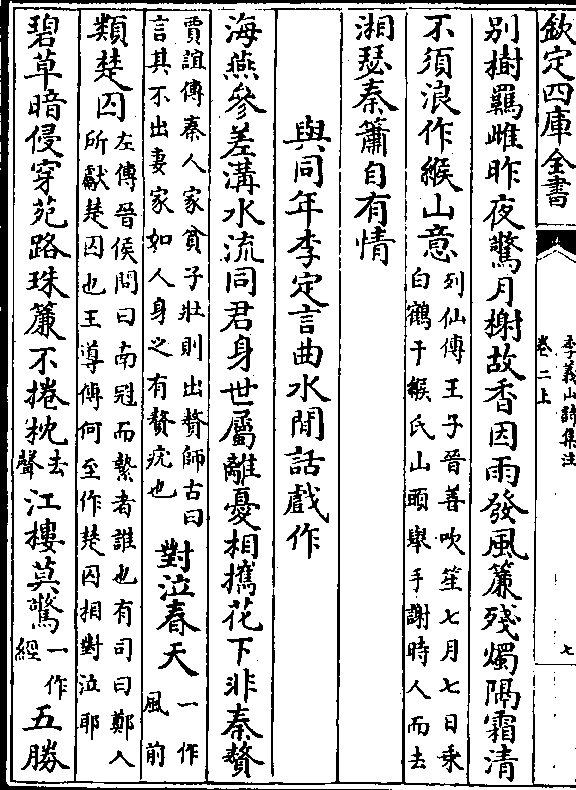 欽定四庫全書
李義山詩集注
卷二上
七
別樹羈雌昨夜驚月榭故香因雨發風簾殘燭隔霜清
不須浪作緱山意列仙傳王子晉善吹笙七月七日乘
白鶴于緱氏山頭舉手謝時人而去
湘瑟秦簫自有情
與同年李定言曲水閒話戲作
海燕參差溝水流同君身世屬離憂相攜花下非秦贅
賈誼傳秦人家貧子壯則出贅師古曰
言其不出妻家如人身之有贅疣也
對泣春天一作
風前
類楚囚左傳晉侯問曰南冠而縶者誰也有司曰鄭人
所獻楚囚也王導傳何至作楚囚相對泣耶
碧草暗侵穿苑路珠簾不捲枕去
聲
江樓莫驚一作
經
五勝